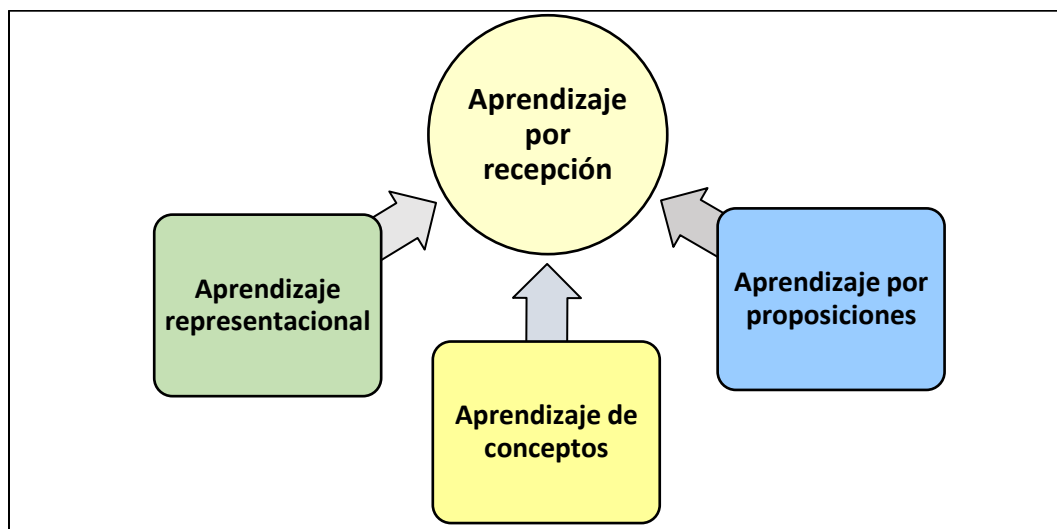 Aprendizaje
por
recepción
Aprendizaje
representacional
Aprendizaje de
conceptos
Aprendizaje por
proposiciones